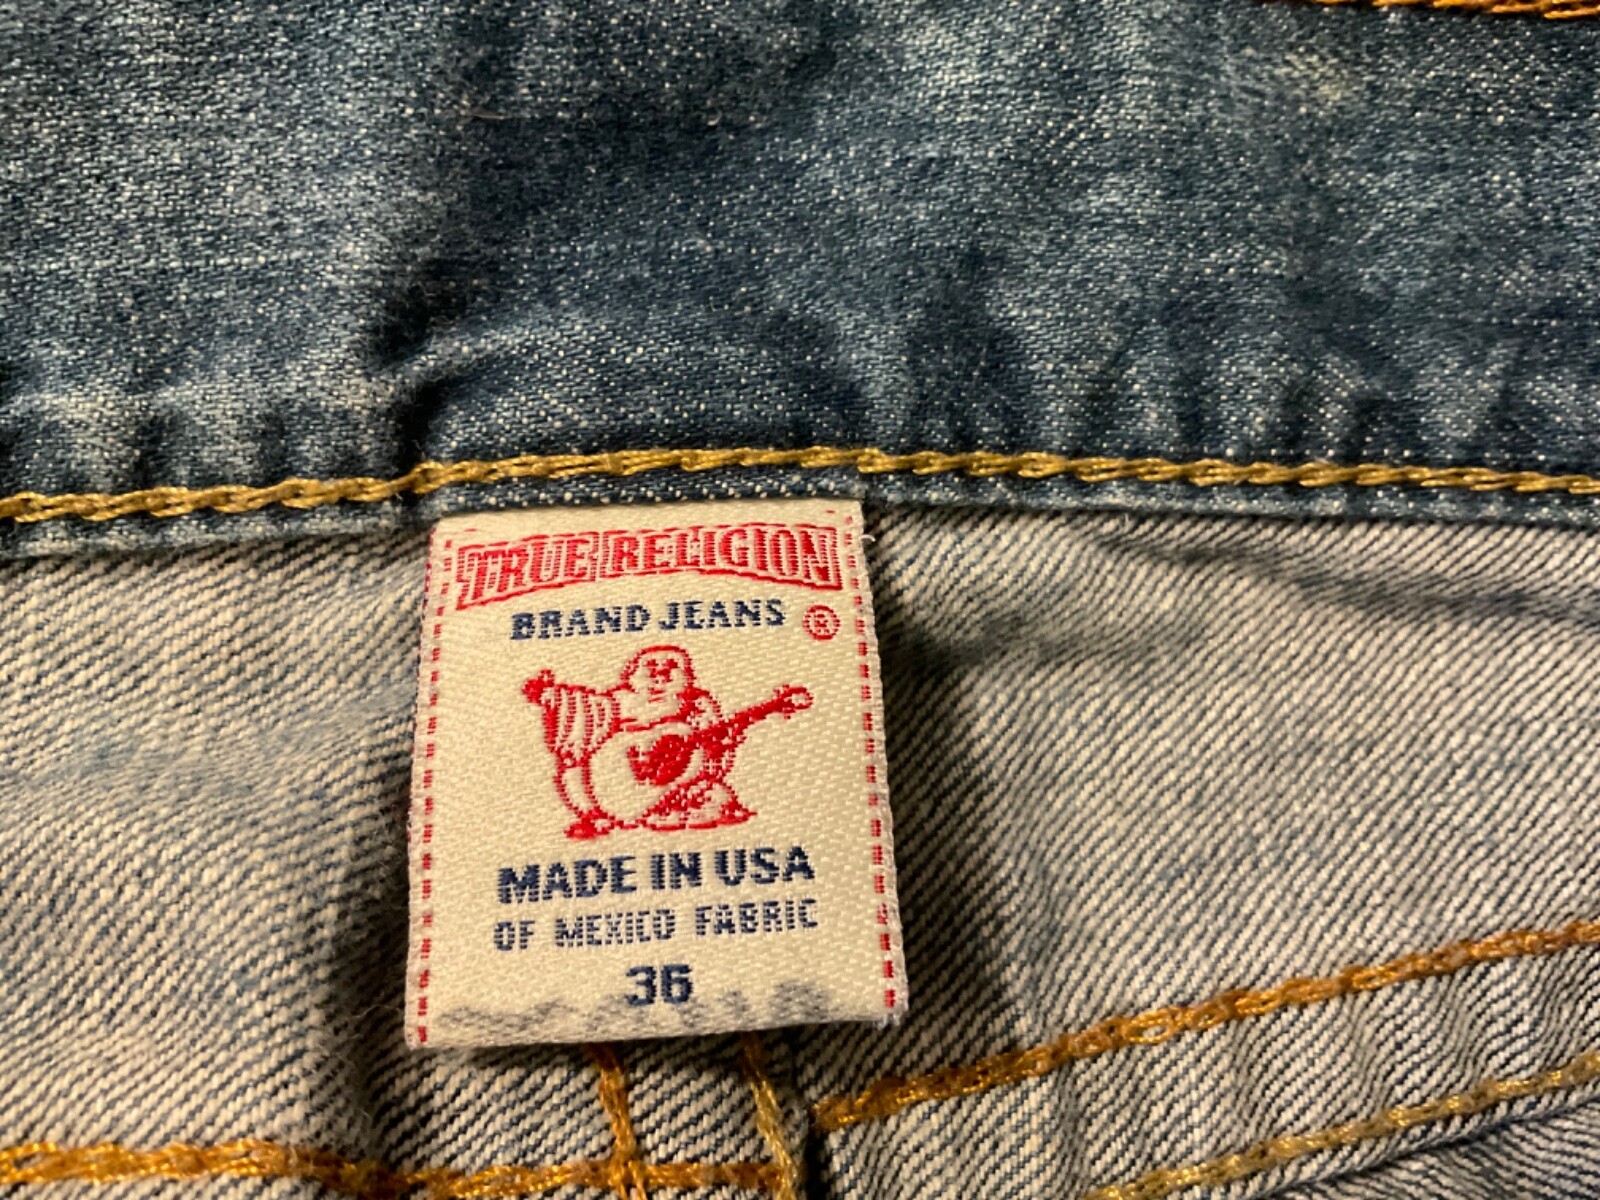 TRUE RELIGION
BRAND JEANS ®
MADE IN USA
OF MEXICO FABRIC
36